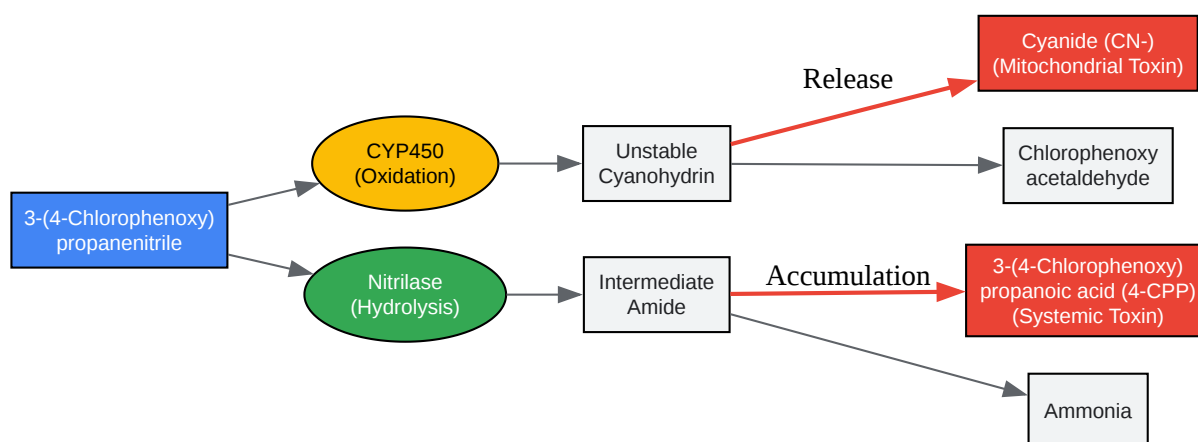 3-(4-Chlorophenoxy)
propanenitrile
CYP450
(Oxidation)
Nitrilase
(Hydrolysis)
Unstable
Cyanohydrin
Intermediate
Amide
Release
Accumulation
Cyanide (CN-)
(Mitochondrial Toxin)
Chlorophenoxy
acetaldehyde
3-(4-Chlorophenoxy)
propanoic acid (4-CPP)
(Systemic Toxin)
Ammonia